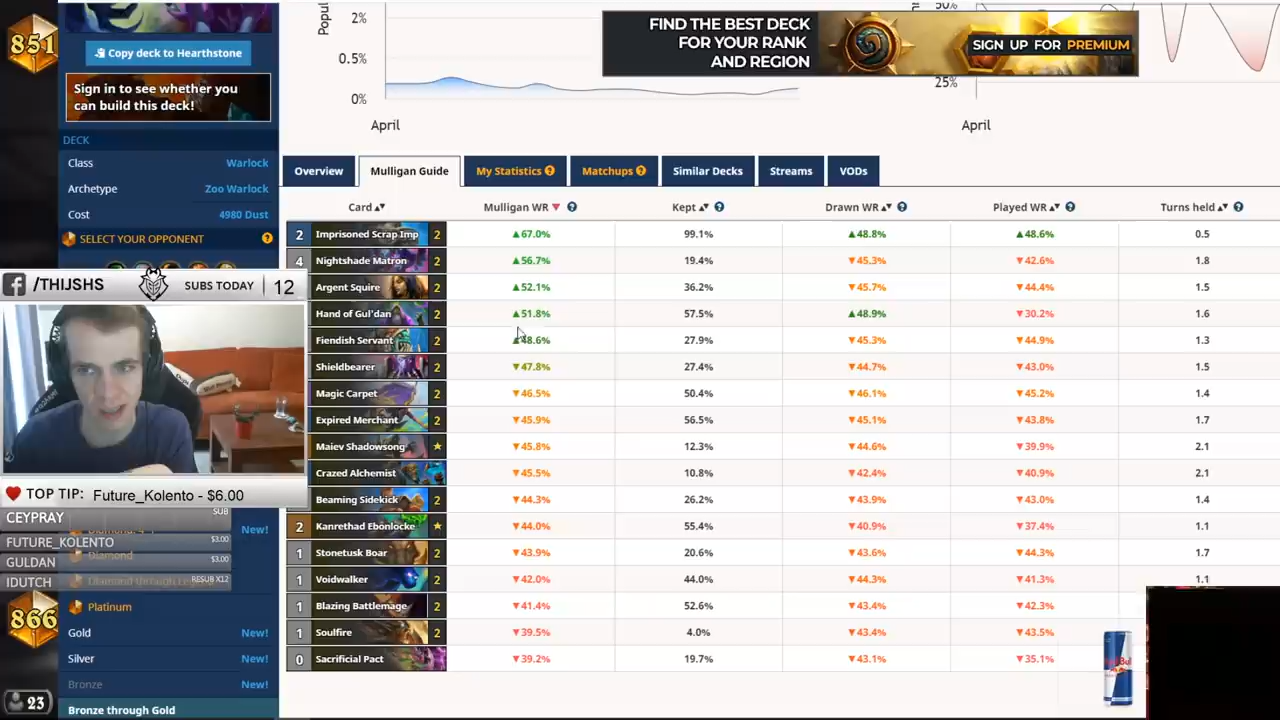 851
Copy deck to Hearthstone
Sign in to see whether you
can build this deck!
DECK
Class Warlock
Archetype Zoo Warlock
Cost 4980 Dust
SELECT YOUR OPPONENT ?
/THIJSHS SUBS TODAY 12
TOP TIP: Future_Kolento - $6.00
CEYPRAY SUB
New!
FUTURE_KOLENTO $3.00
Diamond
GULDAN $3.00
IDUTCH RESUB X12
Diamond through Legend
866
Platinum
Gold New!
Silver New!
Bronze New!
Bronze through Gold
23
2%
0.5%
0%
April
50%
25%
April
FIND THE BEST DECK
FOR YOUR RANK
AND REGION
SIGN UP FOR PREMIUM
Overview Mulligan Guide My Statistics ? Matchups ? Similar Decks Streams VODs
Card Mulligan WR ? Kept ? Drawn WR ? Played WR ? Turns held ?
2 Imprisoned Scrap Imp 2 67.0% 99.1% 48.8% 48.6% 0.5
4 Nightshade Matron 2 56.7% 19.4% 45.3% 42.6% 1.8
Argent Squire 2 52.1% 36.2% 45.7% 44.4% 1.5
Hand of Gul'dan 2 51.8% 57.5% 48.9% 30.2% 1.6
Fiendish Servant 2 48.6% 27.9% 45.3% 44.9% 1.3
Shieldbearer 2 47.8% 27.4% 44.7% 43.0% 1.5
Magic Carpet 2 46.5% 50.4% 46.1% 45.2% 1.4
Expired Merchant 2 45.9% 56.5% 45.1% 43.8% 1.7
Maiev Shadowsong ★ 45.8% 12.3% 44.6% 39.9% 2.1
Crazed Alchemist 2 45.5% 10.8% 42.4% 40.9% 2.1
Beaming Sidekick 2 44.3% 26.2% 43.9% 43.0% 1.4
2 Kanrethad Ebonlocke ★ 44.0% 55.4% 40.9% 37.4% 1.1
1 Stonetusk Boar 2 43.9% 20.6% 43.6% 44.3% 1.7
1 Voidwalker 2 42.0% 44.0% 44.3% 41.3% 1.1
1 Blazing Battlemage 2 41.4% 52.6% 43.4% 42.3%
1 Soulfire 2 39.5% 4.0% 43.4% 43.5%
0 Sacrificial Pact 2 39.2% 19.7% 43.1% 35.1%